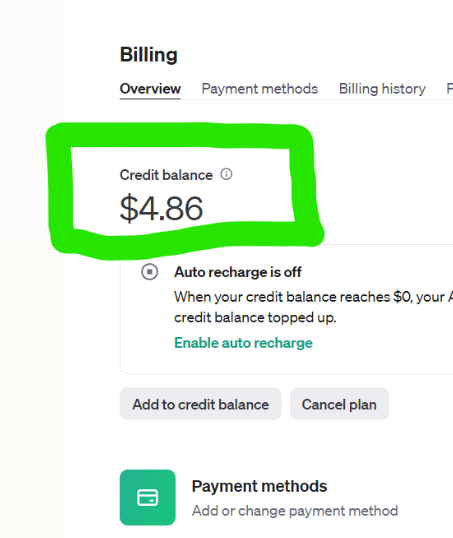 Billing
Overview Payment methods Billing history
Credit balance
$4.86
Auto recharge is off
When your credit balance reaches $0, your
credit balance topped up.
Enable auto recharge
Add to credit balance Cancel plan
Payment methods
Add or change payment method